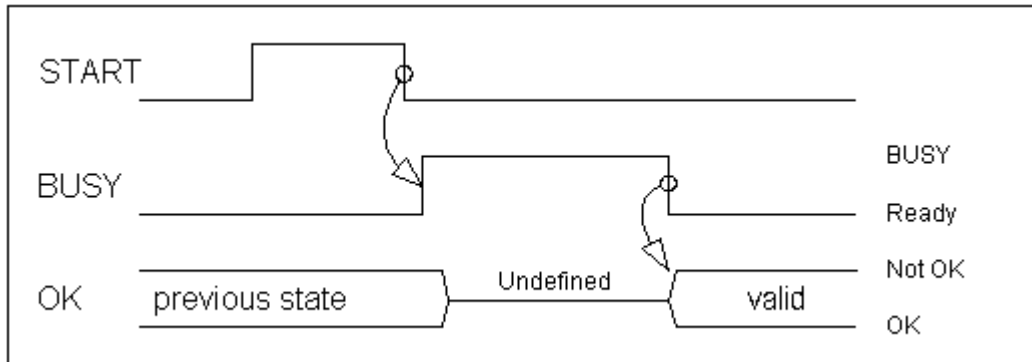 START
BUSY
BUSY
Ready
Undefined
Not OK
OK
previous state
valid
OK